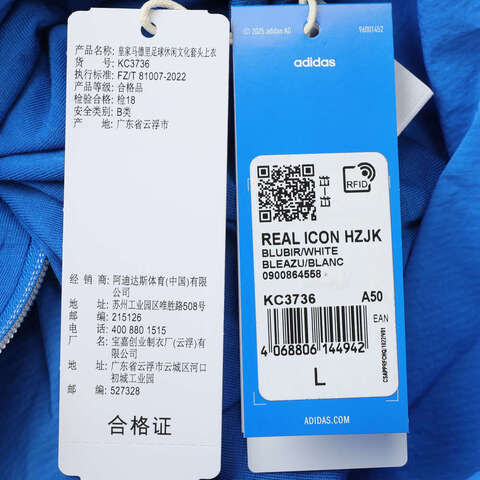 产品名称: 皇家马德里足球休闲文化套头上衣
货 号: KC3736
执行标准: FZ/T 81007-2022
产品等级: 合格品
检验合格: 检18
安全类别: B类
产 地: 广东省云浮市
经 销 商: 阿迪达斯体育(中国)有限公司
地 址: 苏州工业园区唯胜路508号
邮 编: 215126
电 话: 400 880 1515
厂 名: 宝嘉创业制衣厂(云浮)有限公司
地 址: 广东省云浮市云城区河口初城工业园
邮 编: 527328
合格证
© 2025 adidas AG
96001452
adidas
RFID
REAL ICON HZJK
BLUBIR/WHITE
BLEAZU/BLANC
0900864558
KC3736 A50
EAN
4 068806 144942
L
ADIDAS.COM